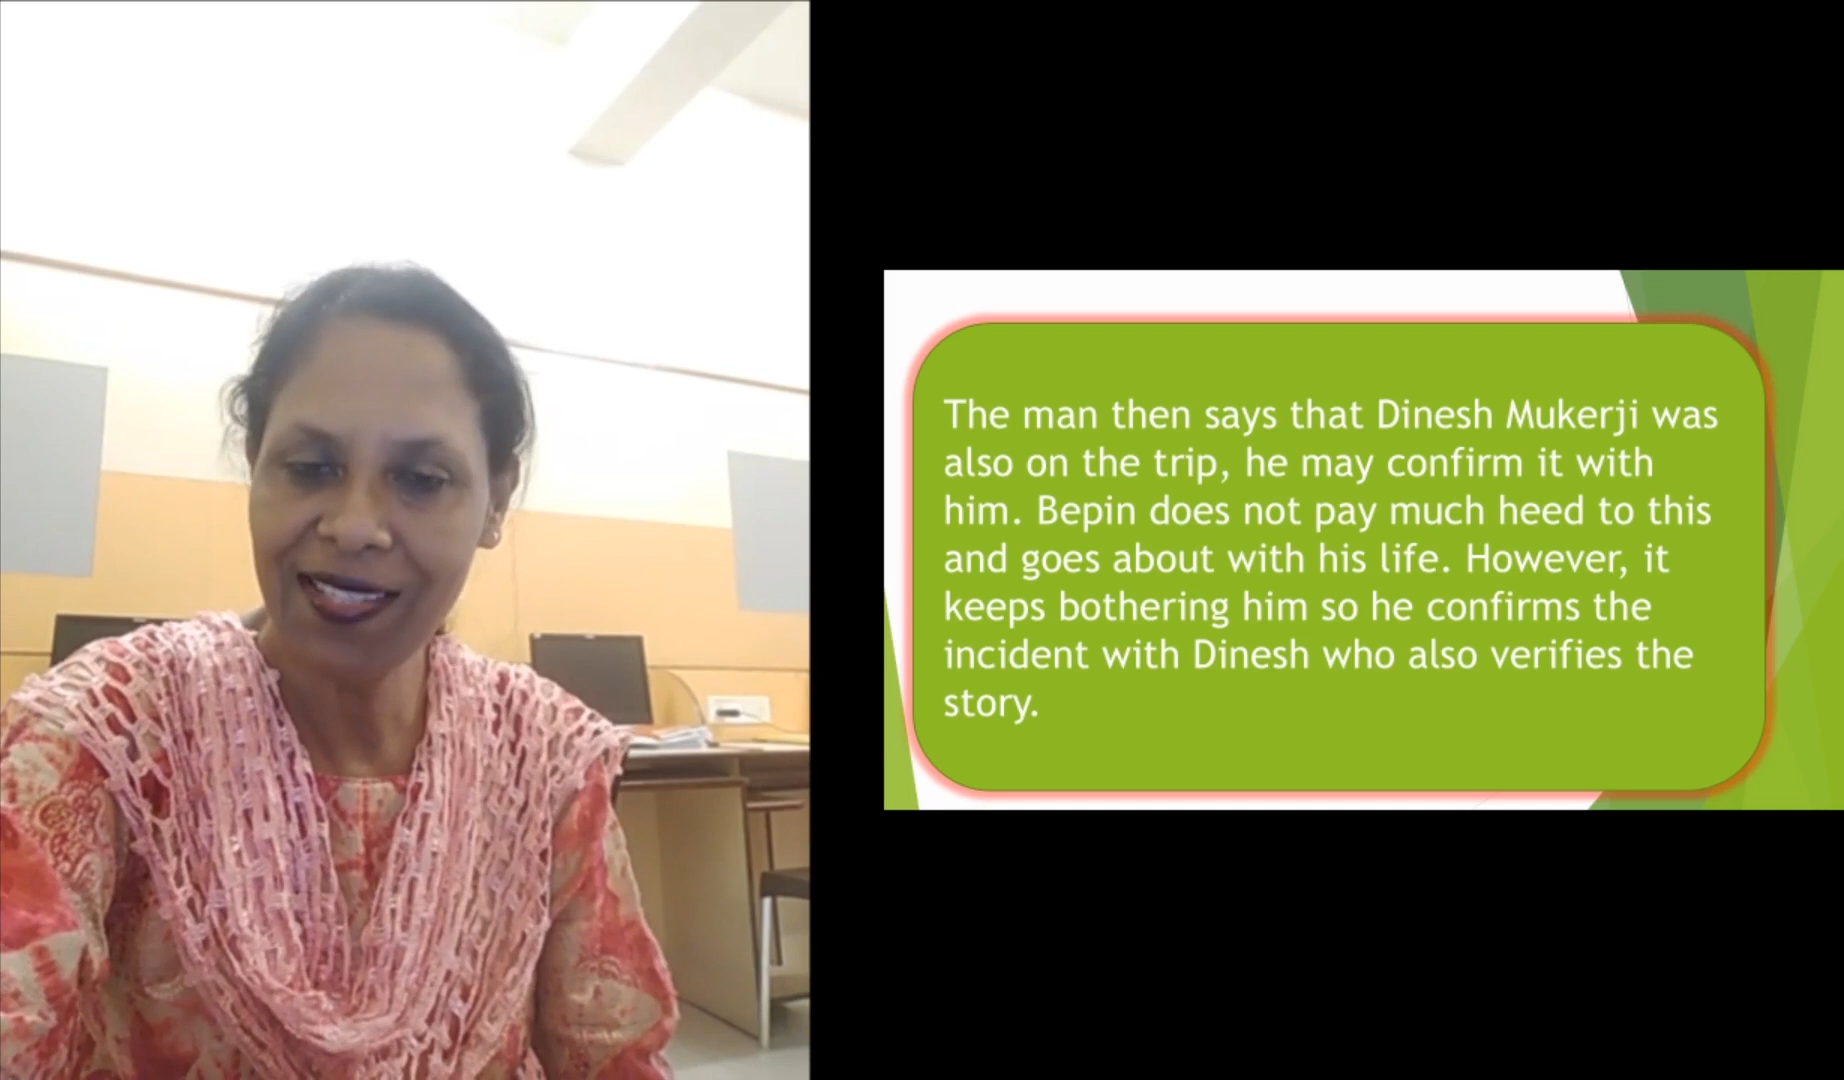 The man then says that Dinesh Mukerji was
also on the trip, he may confirm it with
him. Bepin does not pay much heed to this
and goes about with his life. However, it
keeps bothering him so he confirms the
incident with Dinesh who also verifies the
story.